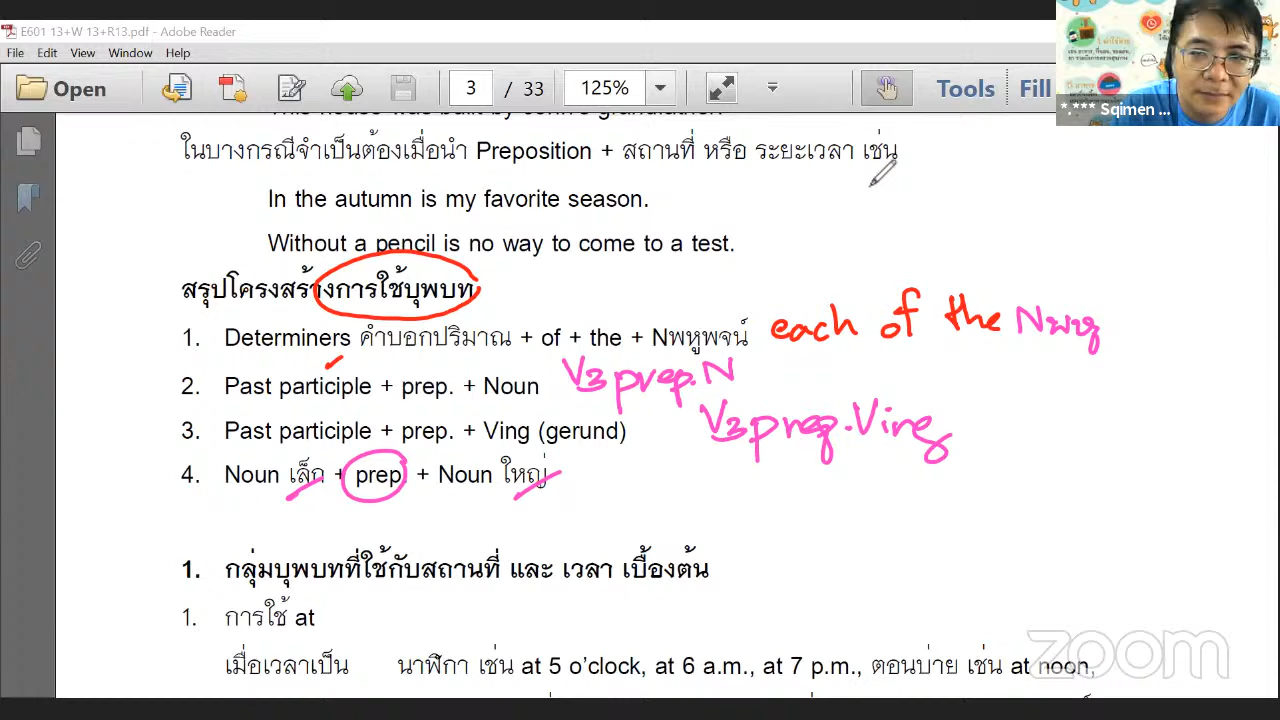 E601 13+W 13+R13.pdf - Adobe Reader
File Edit View Window Help
Open 3 / 33 125% Tools Fill
*.*** Sqimen ...
ในบางกรณีจำเป็นต้องเมื่อนำ Preposition + สถานที่ หรือ ระยะเวลา เช่น
In the autumn is my favorite season.
Without a pencil is no way to come to a test.
สรุปโครงสร้างการใช้บุพบท
1. Determiners คำบอกปริมาณ + of + the + Nพหูพจน์ each of the Nพหู
2. Past participle + prep. + Noun V3 prep. N
3. Past participle + prep. + Ving (gerund) V3 prep. Ving
4. Noun เล็ก + prep + Noun ใหญ่
1. กลุ่มบุพบทที่ใช้กับสถานที่ และ เวลา เบื้องต้น
1. การใช้ at
เมื่อเวลาเป็น นาฬิกา เช่น at 5 o'clock, at 6 a.m., at 7 p.m., ตอนบ่าย เช่น at noon,
zoom